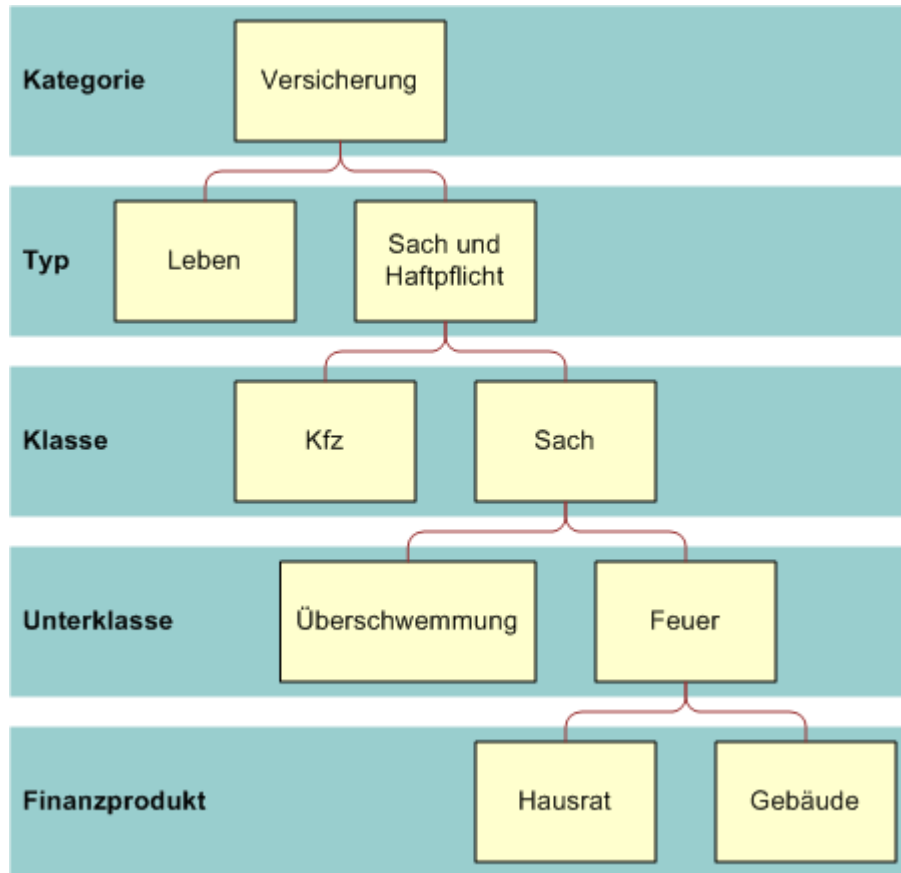 Kategorie
Versicherung
Typ
Leben
Sach und
Haftpflicht
Klasse
Kfz
Sach
Unterklasse
Überschwemmung
Feuer
Finanzprodukt
Hausrat
Gebäude